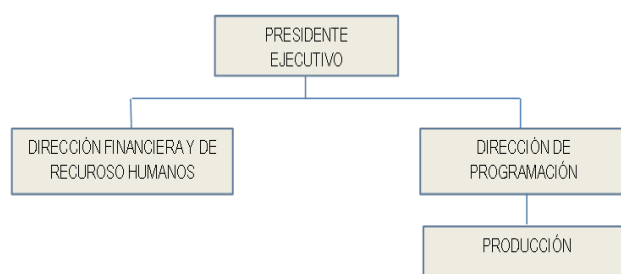 PRESIDENTE
EJECUTIVO
DIRECCIÓN FINANCIERA Y DE
RECUROSO HUMANOS
DIRECCIÓN DE
PROGRAMACIÓN
PRODUCCIÓN